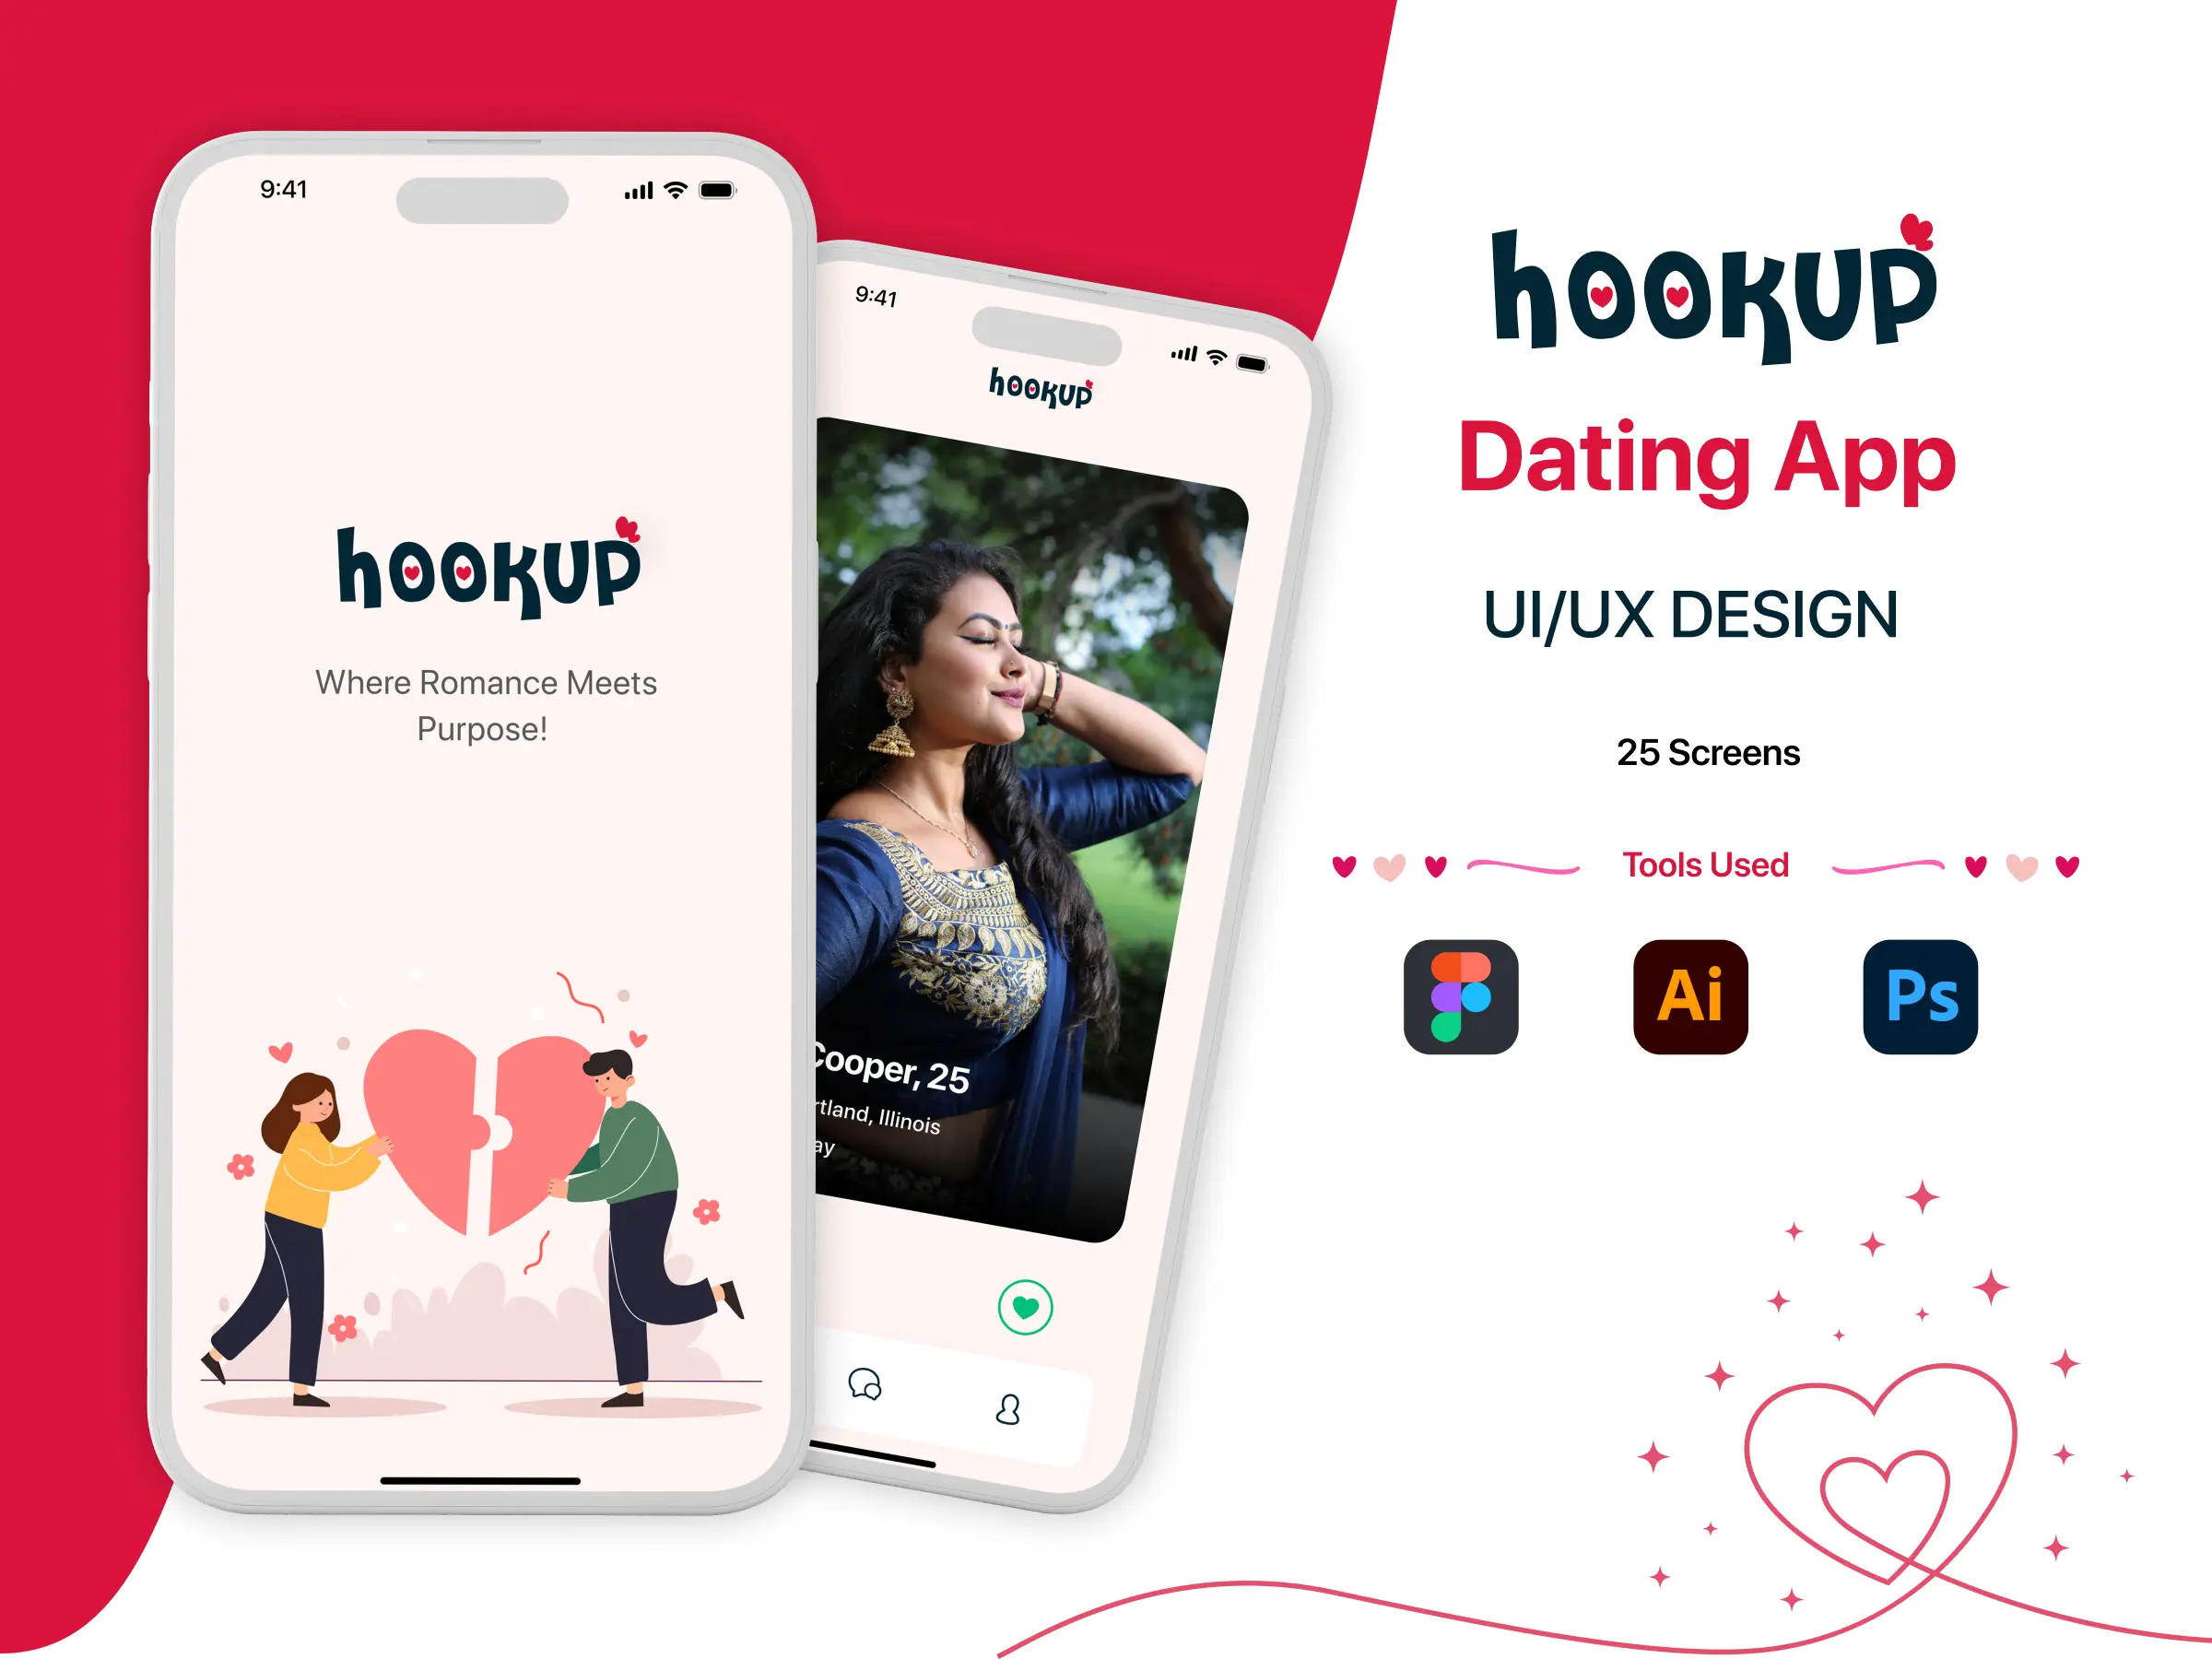 9:41
hookup
Where Romance Meets
Purpose!
9:41
hookup
Cooper, 25
rtland, Illinois
ay
hookup
Dating App
UI/UX DESIGN
25 Screens
Tools Used
Ai
Ps